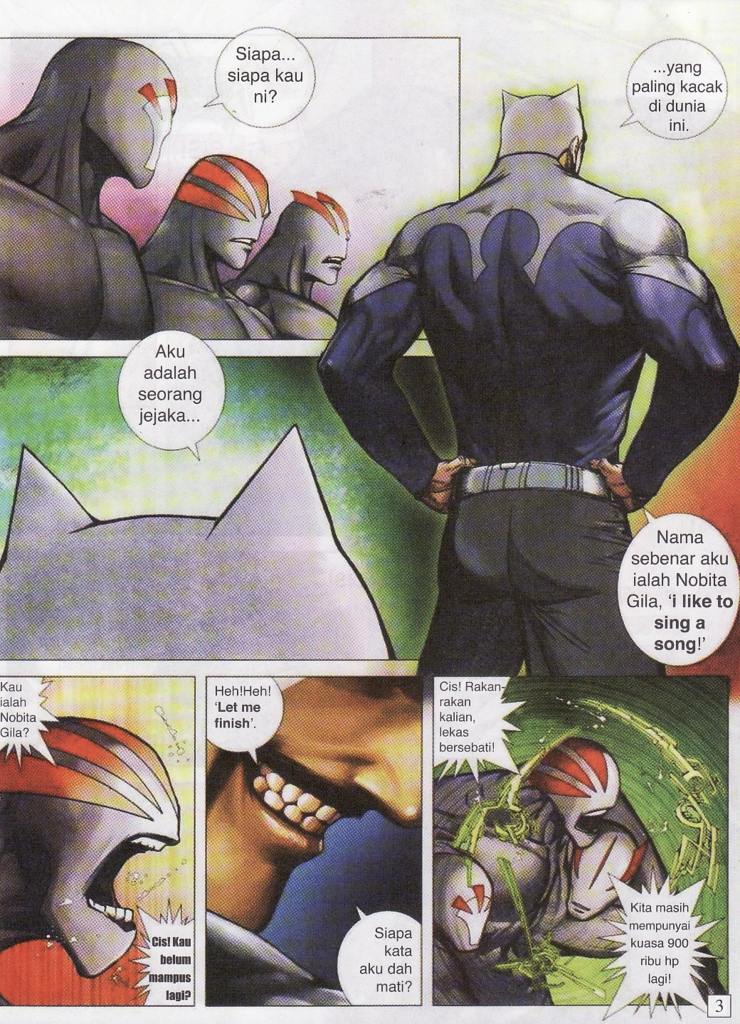 Siapa...
siapa kau
ni?
...yang
paling kacak
di dunia
ini.
Aku
adalah
seorang
jejaka...
Nama
sebenar aku
ialah Nobita
Gila, ‘i like to
sing a
song!’
Kau
ialah
Nobita
Gila?
Cis! Kau
belum
mampus
lagi?
Heh!Heh!
‘Let me
finish’.
Siapa
kata
aku dah
mati?
Cis! Rakan-
rakan
kalian,
lekas
bersebati!
Kita masih
mempunyai
kuasa 900
ribu hp
lagi!
3